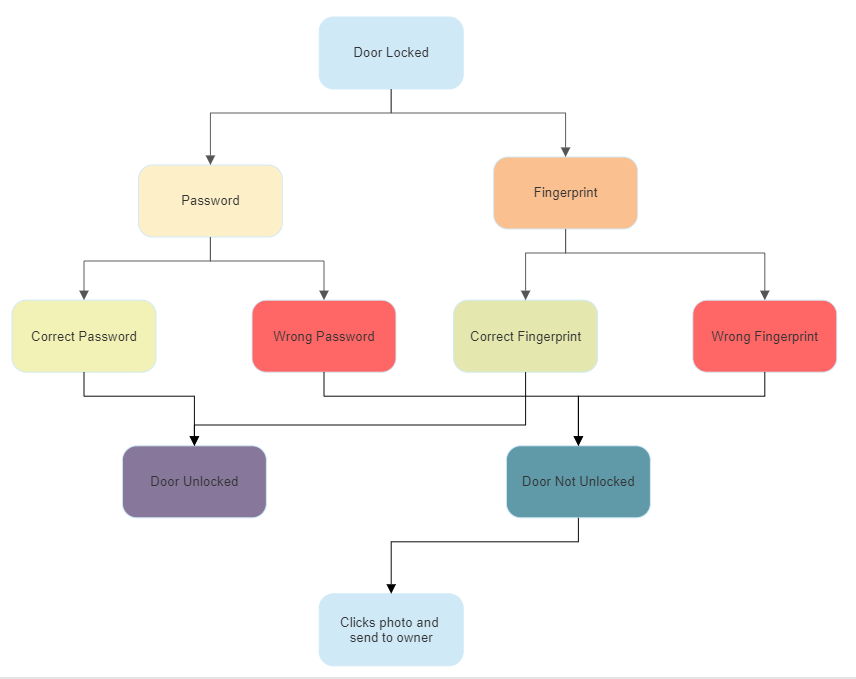 Door Locked
Password
Fingerprint
Correct Password
Wrong Password
Correct Fingerprint
Wrong Fingerprint
Door Unlocked
Door Not Unlocked
Clicks photo and
send to owner